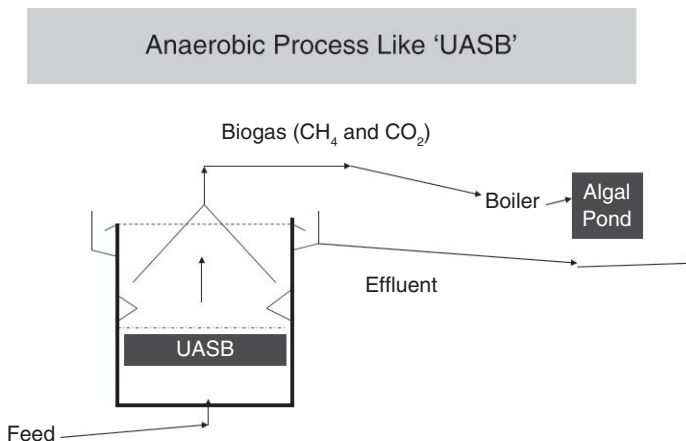 Anaerobic Process Like ‘UASB’
Biogas (CH₄ and CO₂)
Boiler
Algal
Pond
Effluent
UASB
Feed